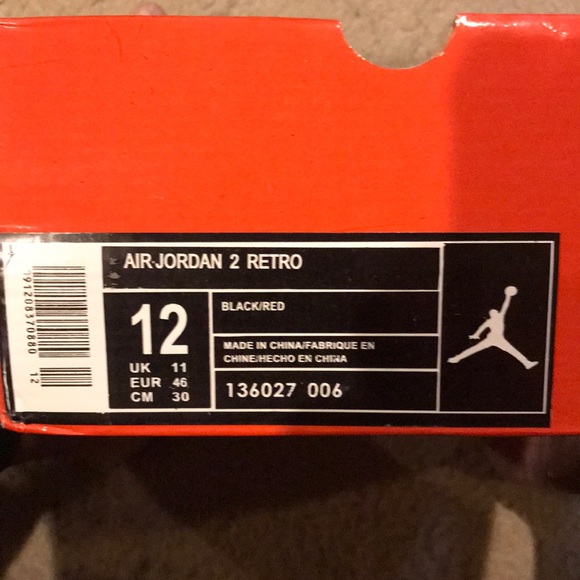 AIR JORDAN 2 RETRO
12
UK 11
EUR 46
CM 30
BLACK/RED
MADE IN CHINA/FABRIQUE EN
CHINE/HECHO EN CHINA
136027 006
191208370880
12